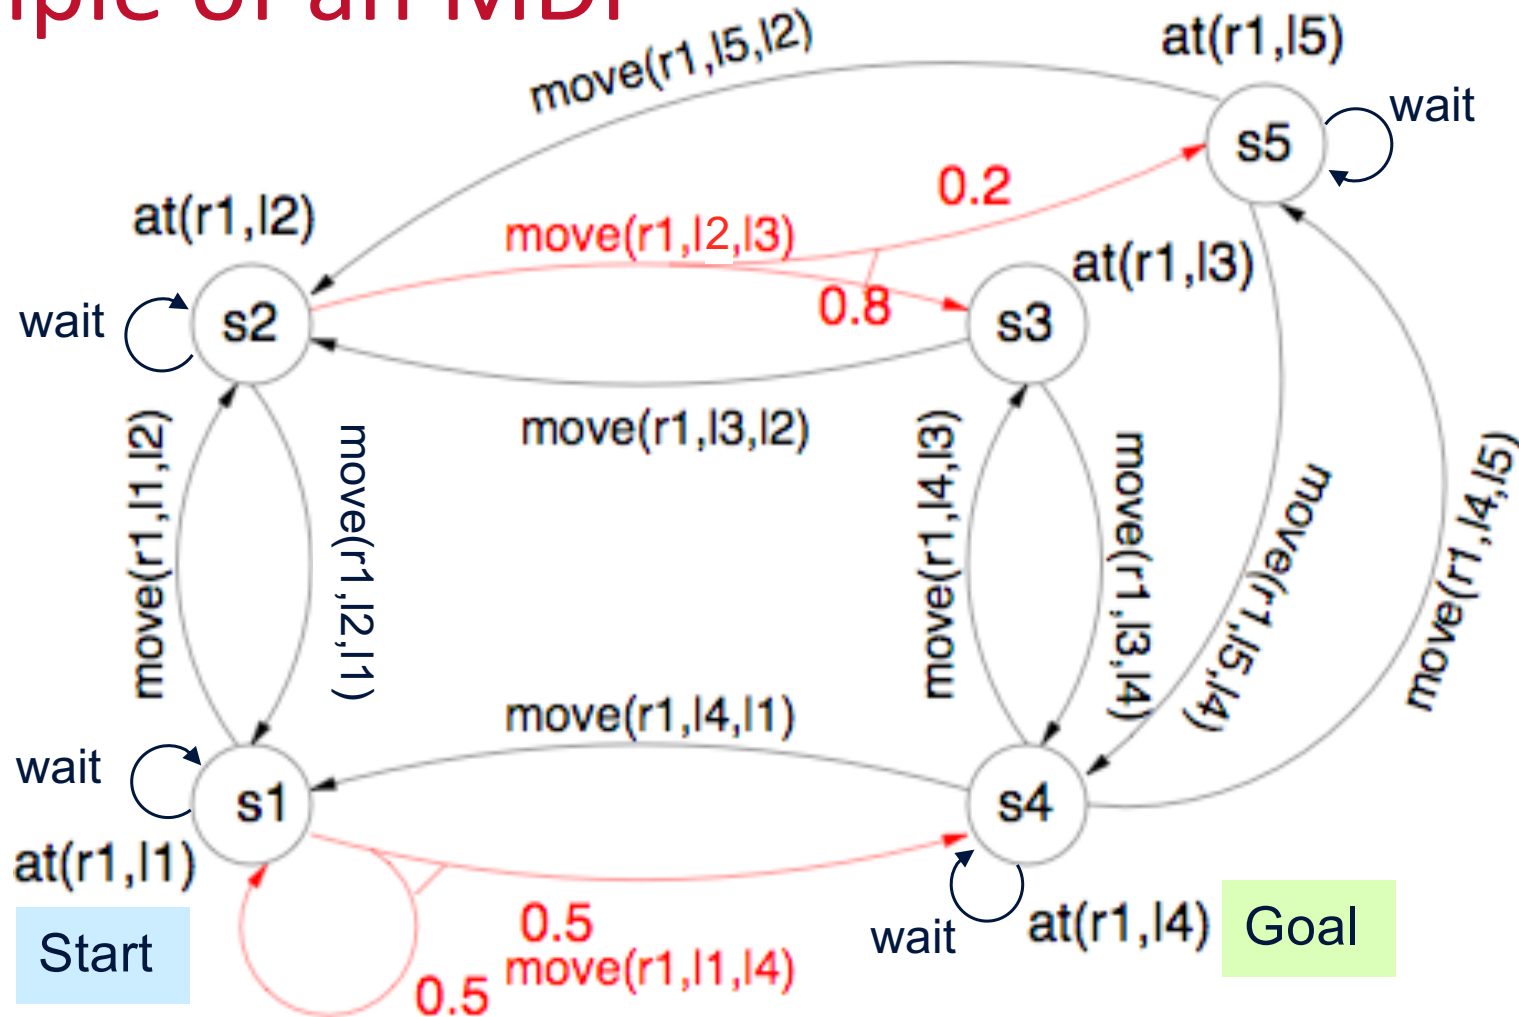 iple of an MDP
move(r1,l5,l2)
at(r1,l5)
s5
wait
at(r1,l2)
move(r1,l2,l3)
0.2
at(r1,l3)
0.8
wait
s2
s3
move(r1,l3,l2)
move(r1,l1,l2)
move(r1,l2,l1)
move(r1,l4,l3)
move(r1,l3,l4)
move(r1,l5,l4)
move(r1,l4,l5)
move(r1,l4,l1)
wait
s1
s4
at(r1,l1)
Start
0.5
move(r1,l1,l4)
0.5
wait
at(r1,l4)
Goal